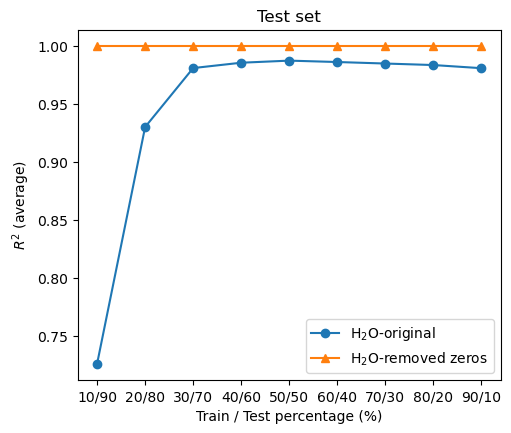 Test set
R² (average)
1.00
0.95
0.90
0.85
0.80
0.75
H₂O-original
H₂O-removed zeros
10/90 20/80 30/70 40/60 50/50 60/40 70/30 80/20 90/10
Train / Test percentage (%)